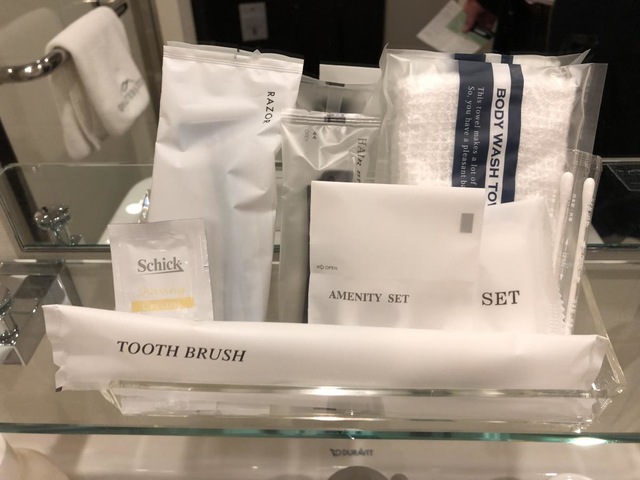 RAZOR
BODY WASH TO
This towel makes a lot of
So, you have a pleasant b
Schick
OPEN
AMENITY SET
SET
TOOTH BRUSH
DURAVIT